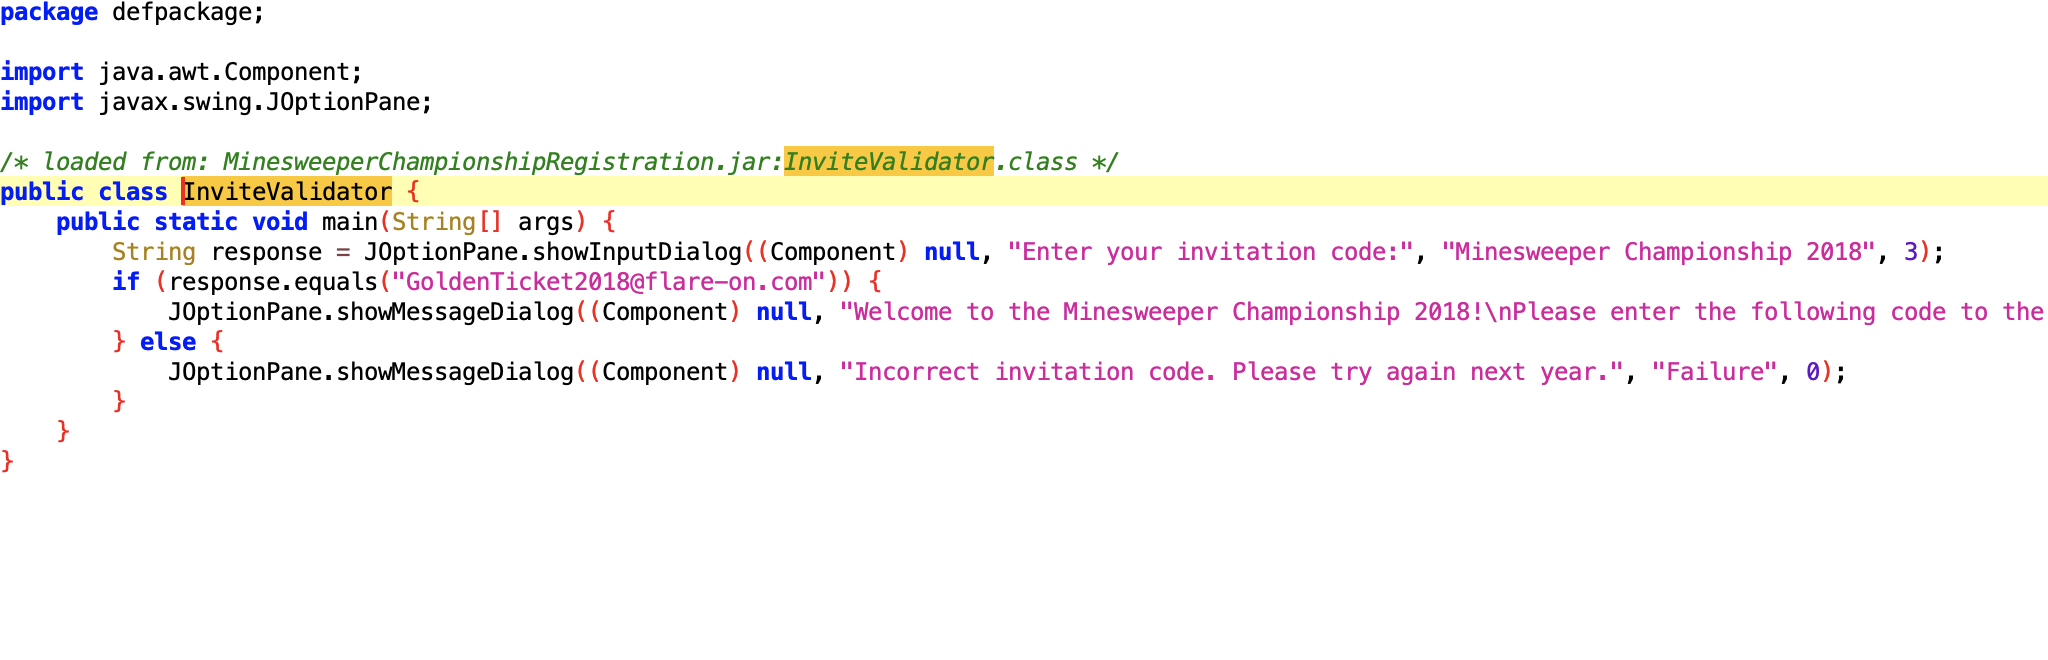 package defpackage;
import java.awt.Component;
import javax.swing.JOptionPane;
/* loaded from: MinesweeperChampionshipRegistration.jar:InviteValidator.class */
public class InviteValidator {
public static void main(String[] args) {
String response = JOptionPane.showInputDialog((Component) null, "Enter your invitation code:", "Minesweeper Championship 2018", 3);
if (response.equals("GoldenTicket2018@flare-on.com")) {
JOptionPane.showMessageDialog((Component) null, "Welcome to the Minesweeper Championship 2018!\nPlease enter the following code to the
} else {
JOptionPane.showMessageDialog((Component) null, "Incorrect invitation code. Please try again next year.", "Failure", 0);
}
}
}